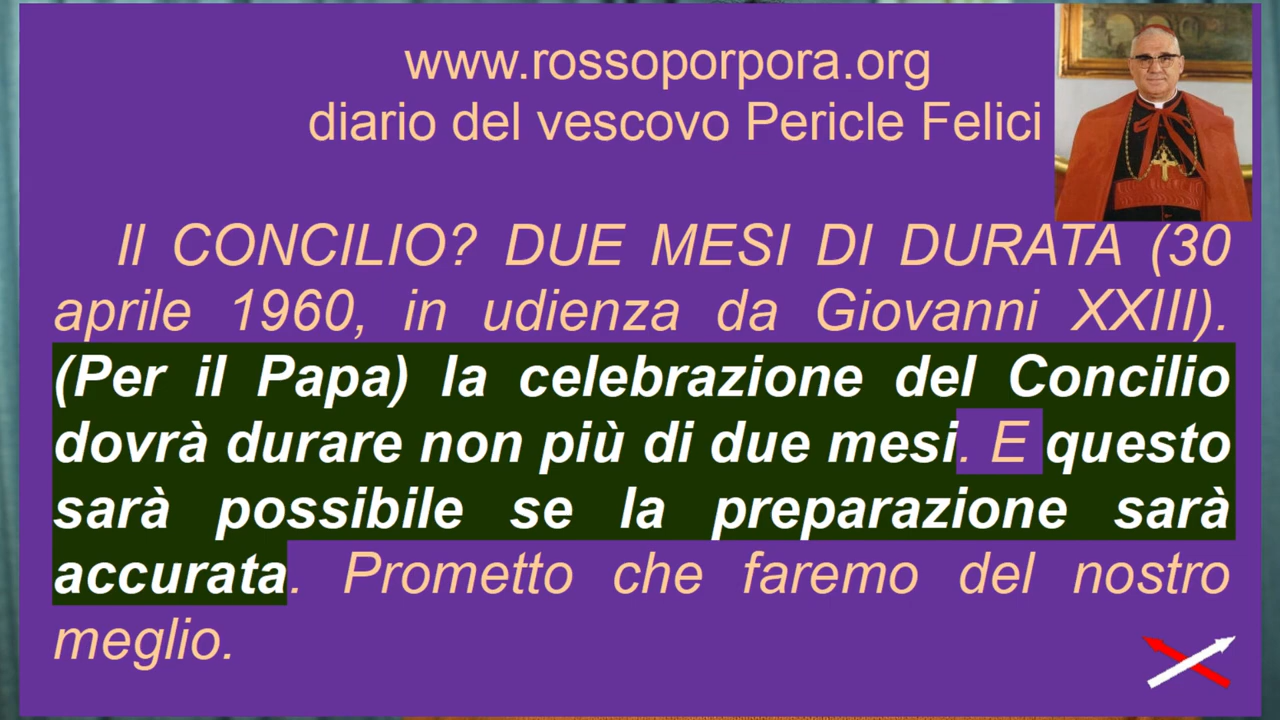 www.rossoporpora.org
diario del vescovo Pericle Felici
Il CONCILIO? DUE MESI DI DURATA (30
aprile 1960, in udienza da Giovanni XXIII).
(Per il Papa) la celebrazione del Concilio
dovrà durare non più di due mesi. E questo
sarà possibile se la preparazione sarà
accurata. Prometto che faremo del nostro
meglio.